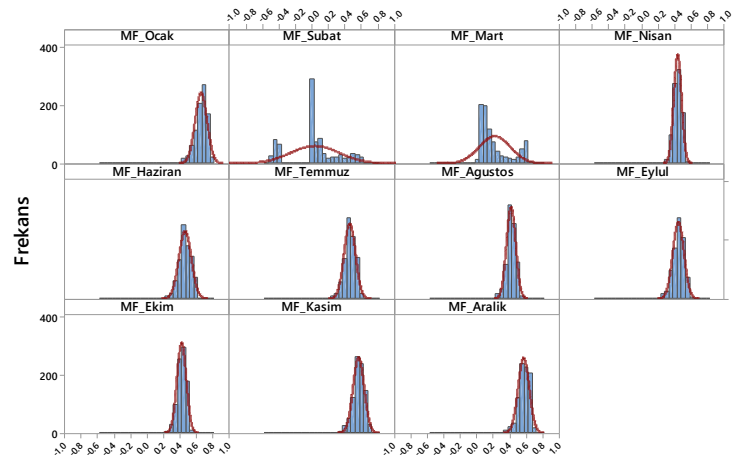 -1.0 -0.8 -0.6 -0.4 -0.2 0.0 0.2 0.4 0.6 0.8 1.0 -1.0 -0.8 -0.6 -0.4 -0.2 0.0 0.2 0.4 0.6 0.8 1.0
MF_Ocak MF_Subat MF_Mart MF_Nisan
400
200
0
MF_Haziran MF_Temmuz MF_Agustos MF_Eylul
Frekans
MF_Ekim MF_Kasim MF_Aralik
400
200
0
-1.0 -0.8 -0.6 -0.4 -0.2 0.0 0.2 0.4 0.6 0.8 1.0 -1.0 -0.8 -0.6 -0.4 -0.2 0.0 0.2 0.4 0.6 0.8 1.0